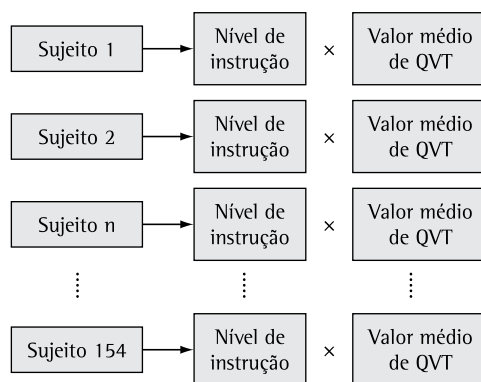 Sujeito 1
Nível de
instrução
×
Valor médio
de QVT
Sujeito 2
Nível de
instrução
×
Valor médio
de QVT
Sujeito n
Nível de
instrução
×
Valor médio
de QVT
Sujeito 154
Nível de
instrução
×
Valor médio
de QVT